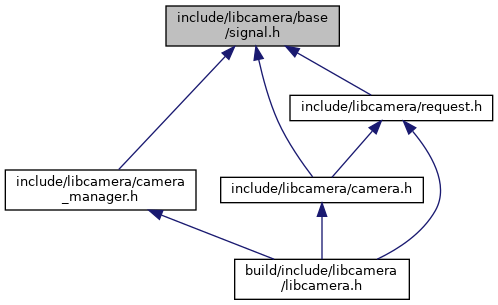 include/libcamera/base
/signal.h
include/libcamera/request.h
include/libcamera/camera
_manager.h
include/libcamera/camera.h
build/include/libcamera
/libcamera.h